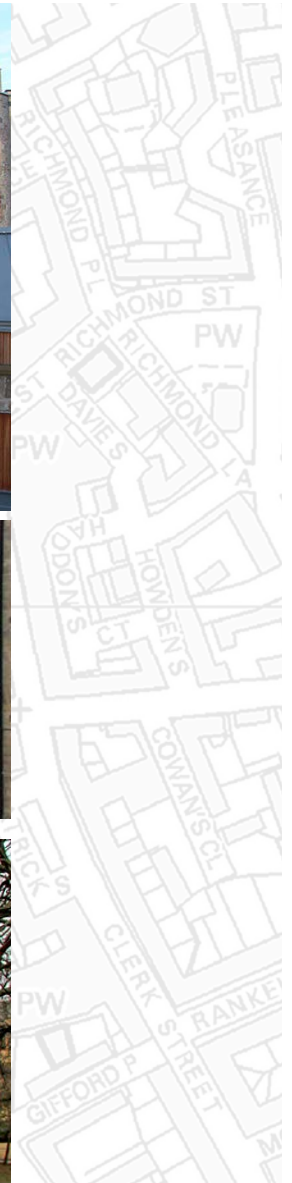 PLEASANCE
RICHMOND PL
CE
RICHMOND ST
PW
RICHMOND LA
ST
DAVIE S
PW
HADDON'S
CT
HOWDEN S
COWAN'S CL
RICK S
CLERK STREET
PW
RANKE
GIFFORD P